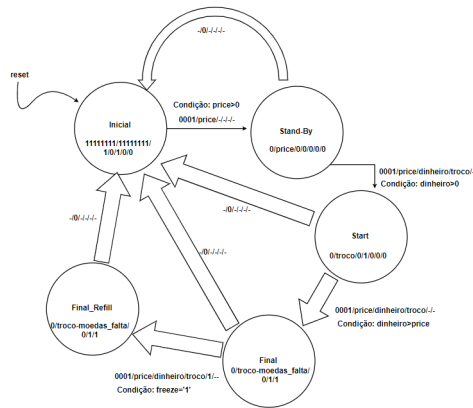 -/0/-/-/-/-
reset
Inicial
11111111/11111111/
1/0/1/0/0
Condição: price>0
0001/price/-/-/-/-
Stand-By
0/price/0/0/0/0/0
0001/price/dinheiro/troco/-
Condição: dinheiro>0
-/0/-/-/-/-
Start
0/troco/0/1/0/0/0
-/0/-/-/-/-
-/0/-/-/-/-
Final_Refill
0/troco-moedas_falta/
0/1/1
0001/price/dinheiro/troco/-/-
Condição: dinheiro>price
Final
0/troco-moedas_falta/
0/1/1
0001/price/dinheiro/troco/1/--
Condição: freeze='1'